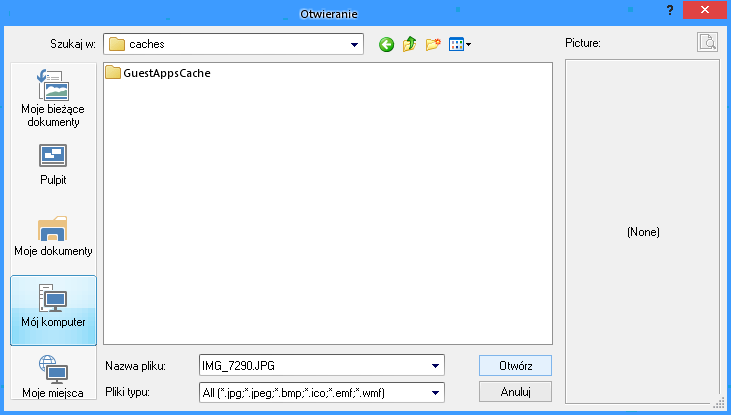 Otwieranie
?
Szukaj w:
caches
Picture:
GuestAppsCache
Moje bieżące
dokumenty
Pulpit
Moje dokumenty
Mój komputer
Moje miejsca
(None)
Nazwa pliku:
IMG_7290.JPG
Otwórz
Pliki typu:
All (*.jpg;*.jpeg;*.bmp;*.ico;*.emf;*.wmf)
Anuluj